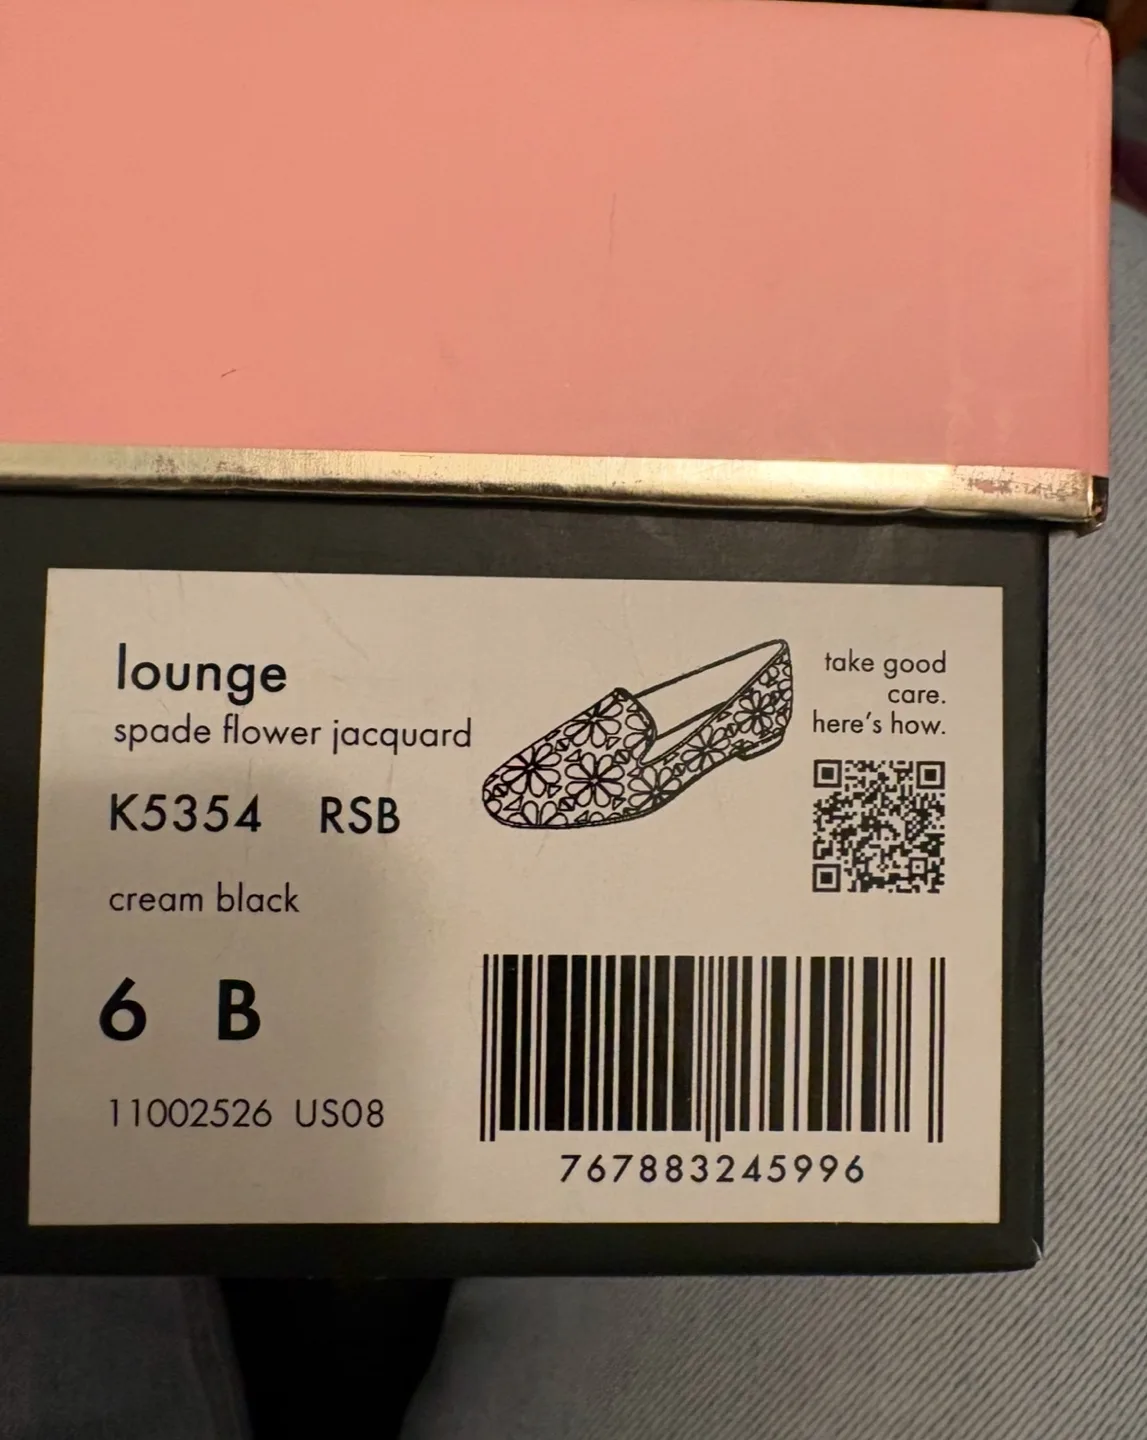 lounge
spade flower jacquard
K5354 RSB
cream black
6 B
11002526 US08
take good
care.
here's how.
767883245996